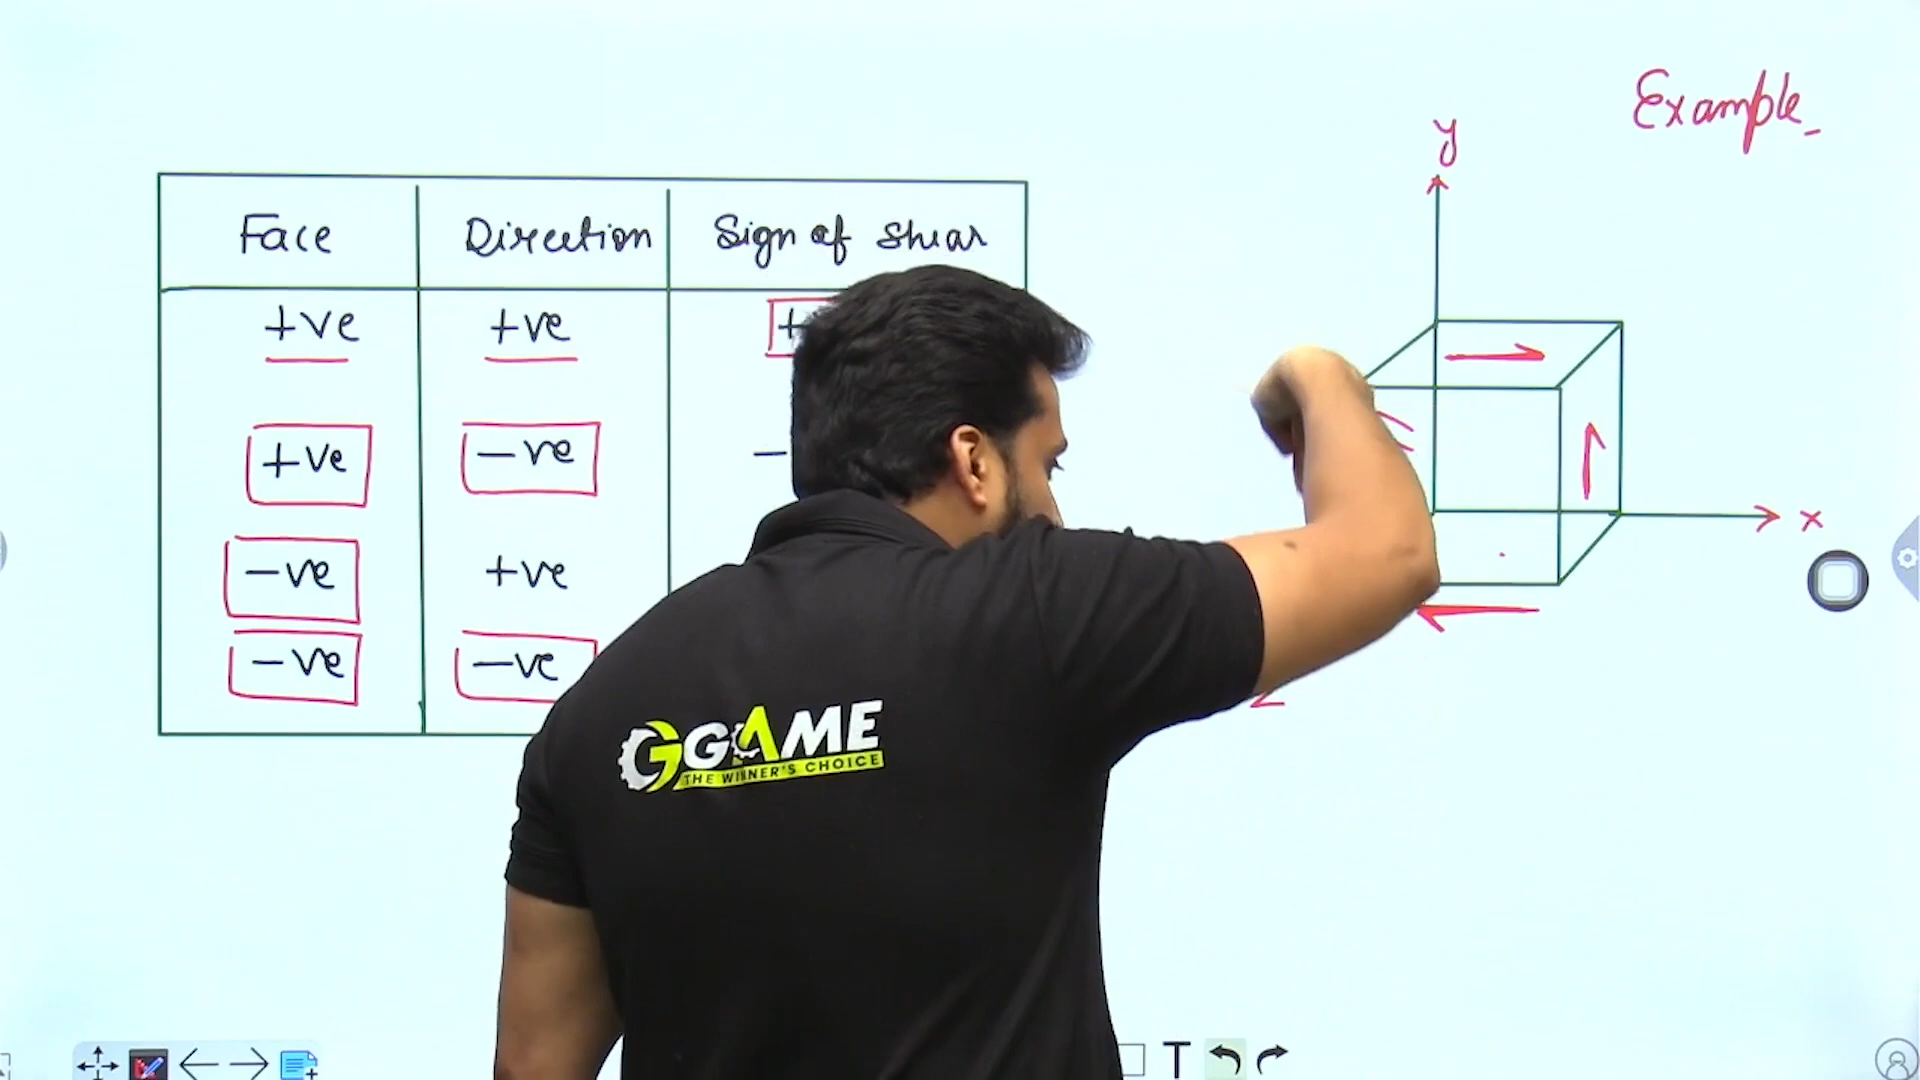 Example
y
Face Direction Sign of shear
+ve +ve +
+ve -ve -
-ve +ve
-ve -ve
x
z
GGAME
THE WINNER'S CHOICE
T